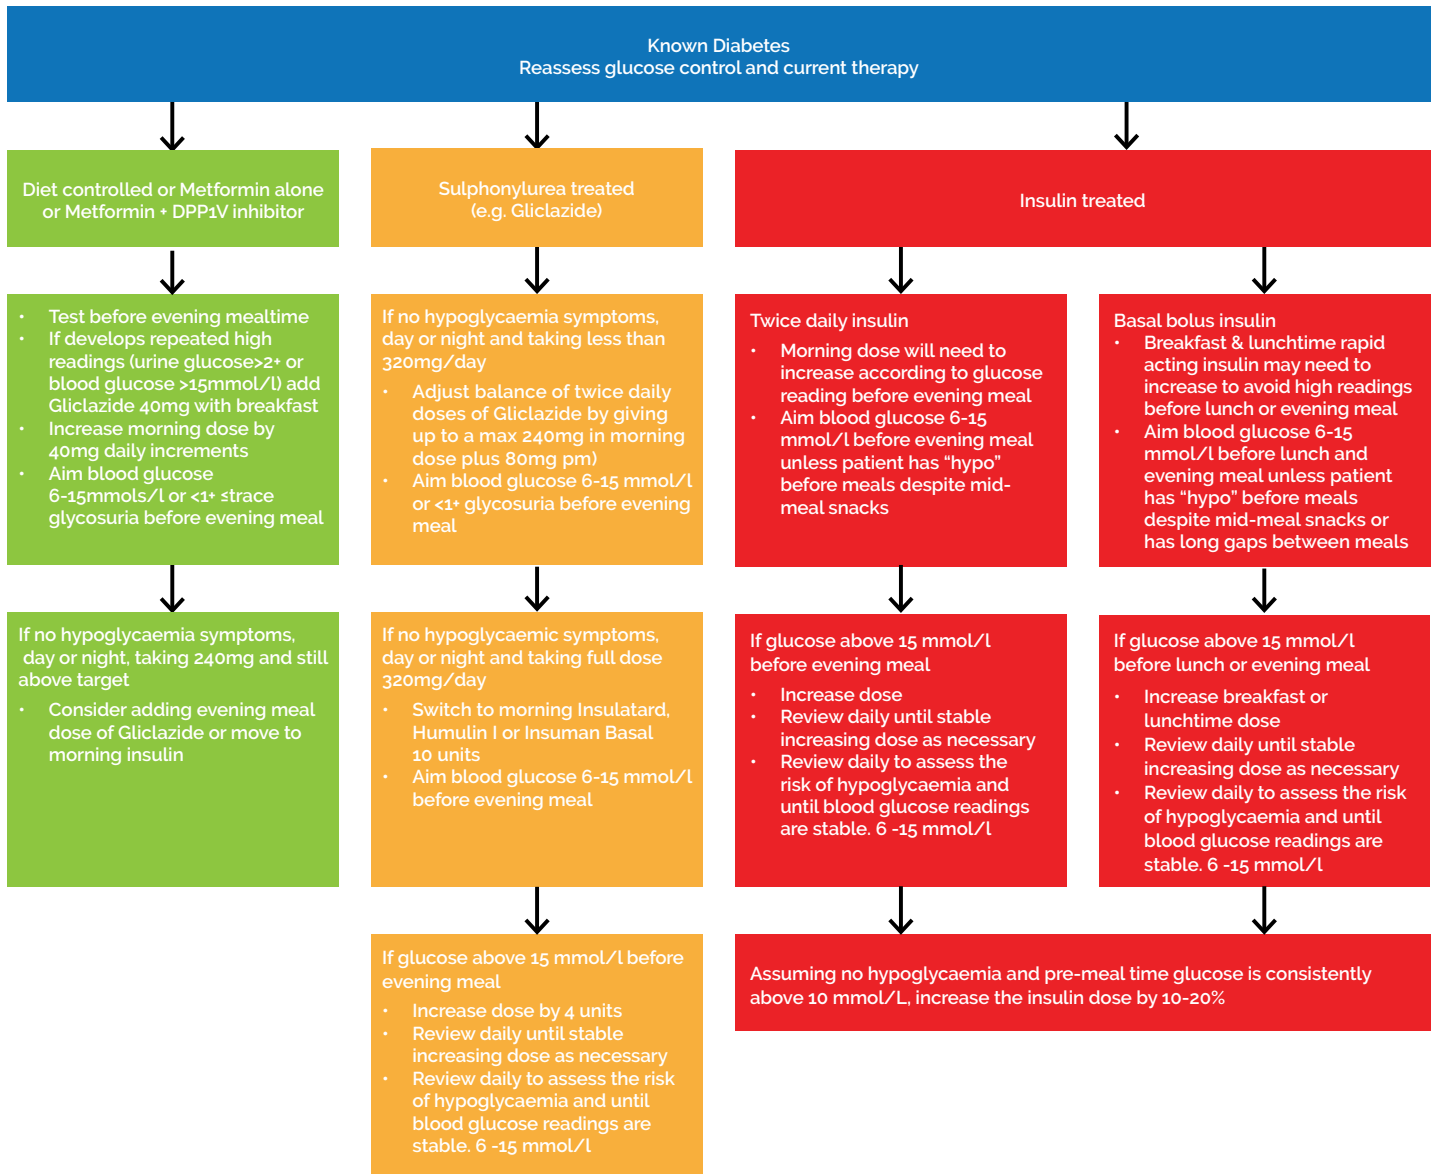 Known Diabetes
Reassess glucose control and current therapy
Diet controlled or Metformin alone
or Metformin + DPP1V inhibitor
Sulphonylurea treated
(e.g. Gliclazide)
Insulin treated
• Test before evening mealtime
• If develops repeated high
readings (urine glucose>2+ or
blood glucose >15mmol/l) add
Gliclazide 40mg with breakfast
• Increase morning dose by
40mg daily increments
• Aim blood glucose
6-15mmols/l or <1+ ≤trace
glycosuria before evening meal
If no hypoglycaemia symptoms,
day or night and taking less than
320mg/day
• Adjust balance of twice daily
doses of Gliclazide by giving
up to a max 240mg in morning
dose plus 80mg pm)
• Aim blood glucose 6-15 mmol/l
or <1+ glycosuria before evening
meal
Twice daily insulin
• Morning dose will need to
increase according to glucose
reading before evening meal
• Aim blood glucose 6-15
mmol/l before evening meal
unless patient has “hypo”
before meals despite mid-
meal snacks
Basal bolus insulin
• Breakfast & lunchtime rapid
acting insulin may need to
increase to avoid high readings
before lunch or evening meal
• Aim blood glucose 6-15
mmol/l before lunch and
evening meal unless patient
has “hypo” before meals
despite mid-meal snacks or
has long gaps between meals
If no hypoglycaemia symptoms,
day or night, taking 240mg and still
above target
• Consider adding evening meal
dose of Gliclazide or move to
morning insulin
If no hypoglycaemic symptoms,
day or night and taking full dose
320mg/day
• Switch to morning Insulatard,
Humulin I or Insuman Basal
10 units
• Aim blood glucose 6-15 mmol/l
before evening meal
If glucose above 15 mmol/l
before evening meal
• Increase dose
• Review daily until stable
increasing dose as necessary
• Review daily to assess the
risk of hypoglycaemia and
until blood glucose readings
are stable. 6 -15 mmol/l
If glucose above 15 mmol/l
before lunch or evening meal
• Increase breakfast or
lunchtime dose
• Review daily until stable
increasing dose as necessary
• Review daily to assess the risk
of hypoglycaemia and until
blood glucose readings are
stable. 6 -15 mmol/l
If glucose above 15 mmol/l before
evening meal
• Increase dose by 4 units
• Review daily until stable
increasing dose as necessary
• Review daily to assess the risk
of hypoglycaemia and until
blood glucose readings are
stable. 6 -15 mmol/l
Assuming no hypoglycaemia and pre-meal time glucose is consistently
above 10 mmol/L, increase the insulin dose by 10-20%